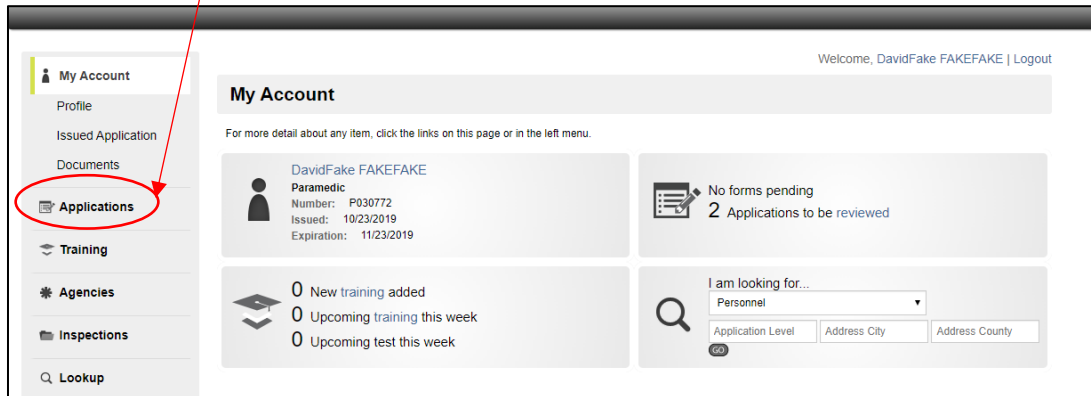 Welcome, DavidFake FAKEFAKE | Logout
My Account
Profile
Issued Application
Documents
Applications
Training
Agencies
Inspections
Lookup
My Account
For more detail about any item, click the links on this page or in the left menu.
DavidFake FAKEFAKE
Paramedic
Number: P030772
Issued: 10/23/2019
Expiration: 11/23/2019
No forms pending
2 Applications to be reviewed
0 New training added
0 Upcoming training this week
0 Upcoming test this week
I am looking for...
Personnel
Application Level Address City Address County
GO